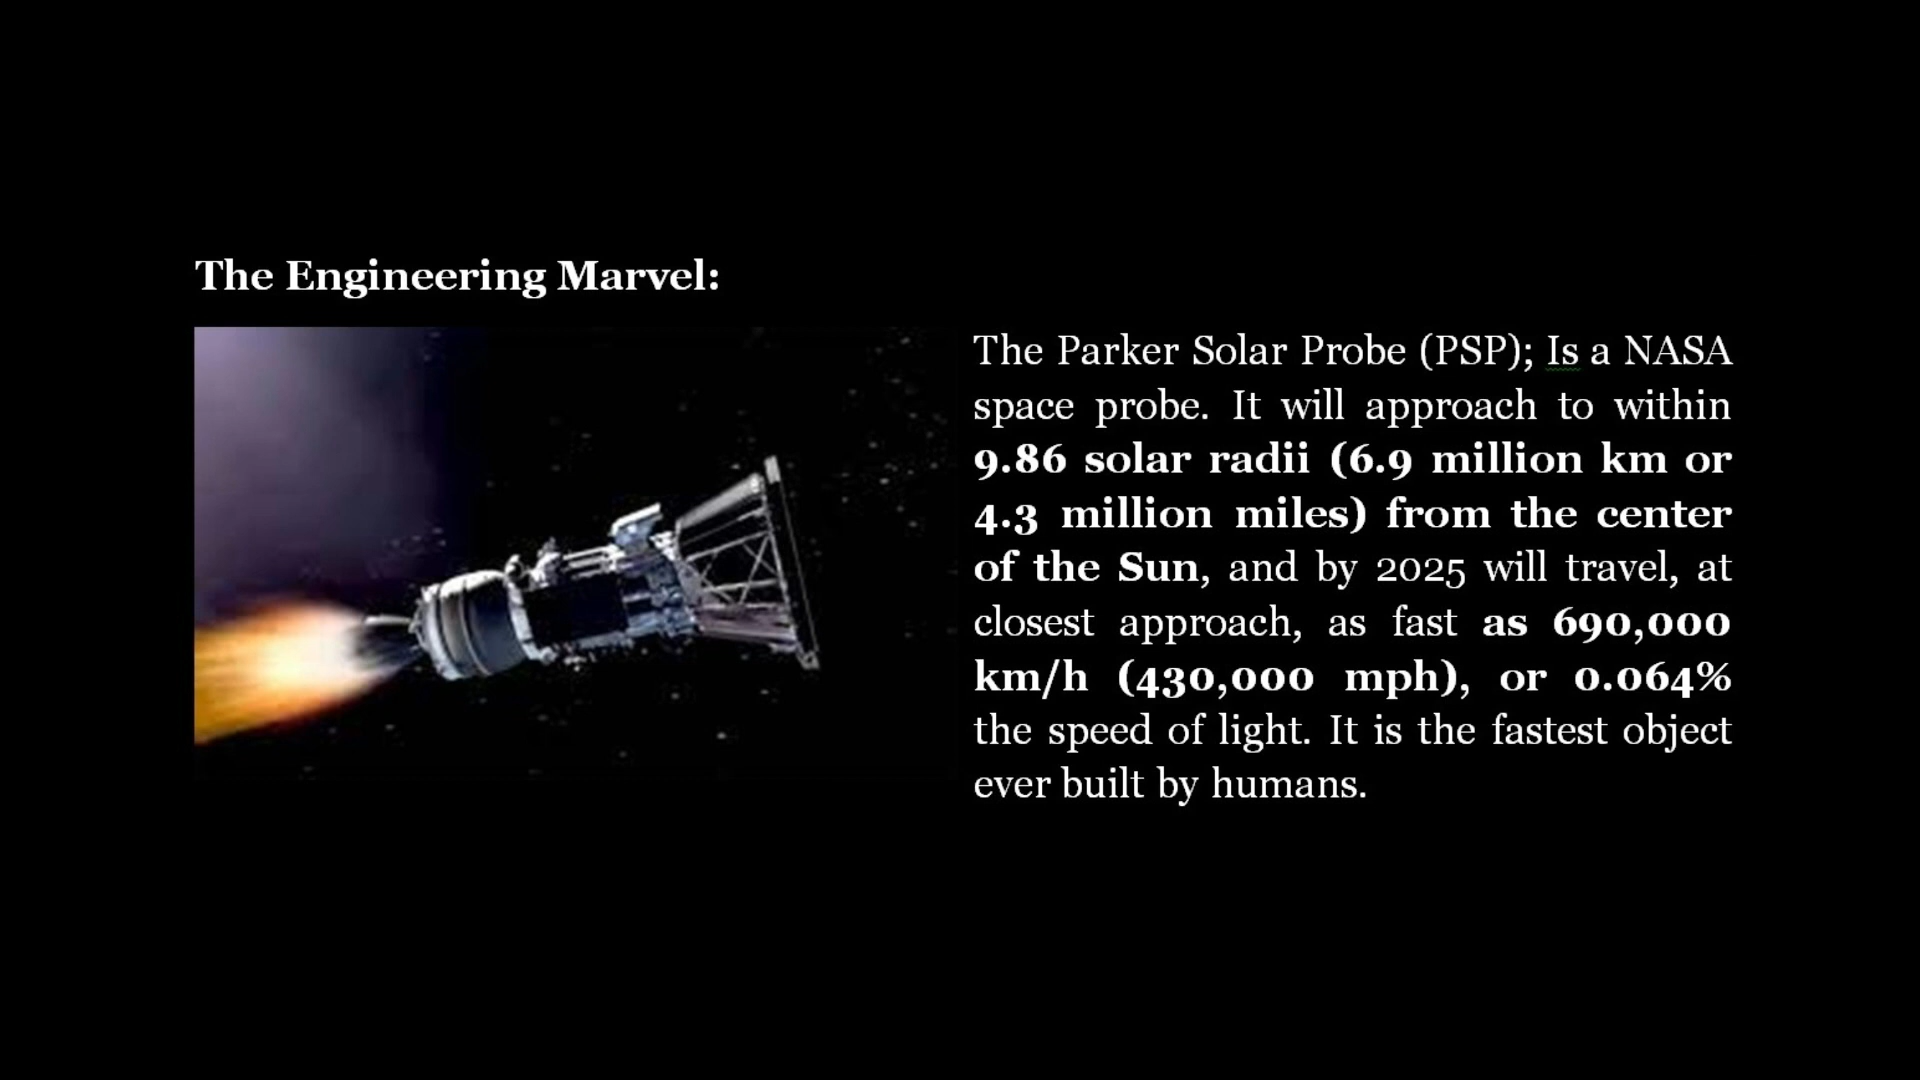 The Engineering Marvel:
The Parker Solar Probe (PSP); Is a NASA
space probe. It will approach to within
9.86 solar radii (6.9 million km or
4.3 million miles) from the center
of the Sun, and by 2025 will travel, at
closest approach, as fast as 690,000
km/h (430,000 mph), or 0.064%
the speed of light. It is the fastest object
ever built by humans.